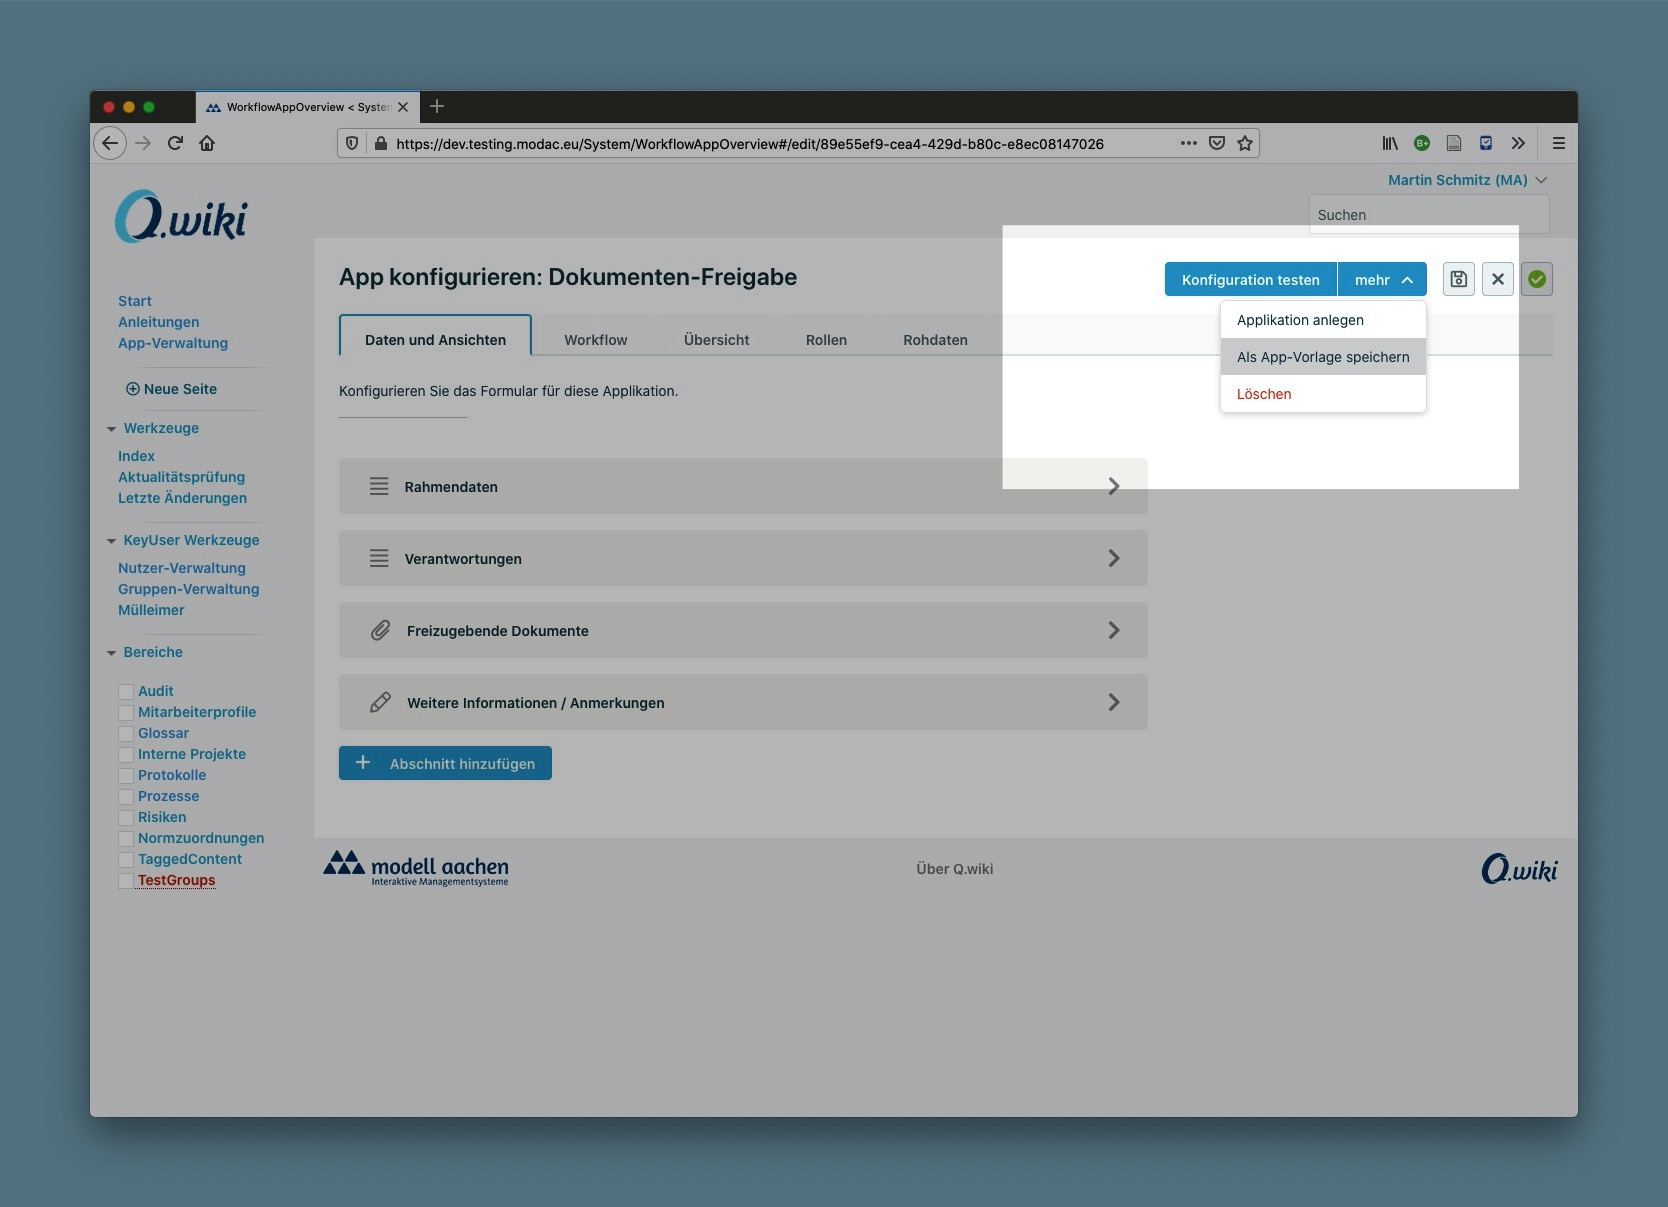 WorkflowAppOverview < System
https://dev.testing.modac.eu/System/WorkflowAppOverview#/edit/89e55ef9-cea4-429d-b80c-e8ec08147026
B+
Martin Schmitz (MA)
Suchen
Q.wiki
Start
Anleitungen
App-Verwaltung
Neue Seite
Werkzeuge
Index
Aktualitätsprüfung
Letzte Änderungen
KeyUser Werkzeuge
Nutzer-Verwaltung
Gruppen-Verwaltung
Mülleimer
Bereiche
Audit
Mitarbeiterprofile
Glossar
Interne Projekte
Protokolle
Prozesse
Risiken
Normzuordnungen
TaggedContent
TestGroups
App konfigurieren: Dokumenten-Freigabe
Konfiguration testen mehr
Applikation anlegen
Als App-Vorlage speichern
Löschen
Daten und Ansichten Workflow Übersicht Rollen Rohdaten
Konfigurieren Sie das Formular für diese Applikation.
Rahmendaten
Verantwortungen
Freizugebende Dokumente
Weitere Informationen / Anmerkungen
Abschnitt hinzufügen
modell aachen
Interaktive Managementsysteme
Über Q.wiki
Q.wiki